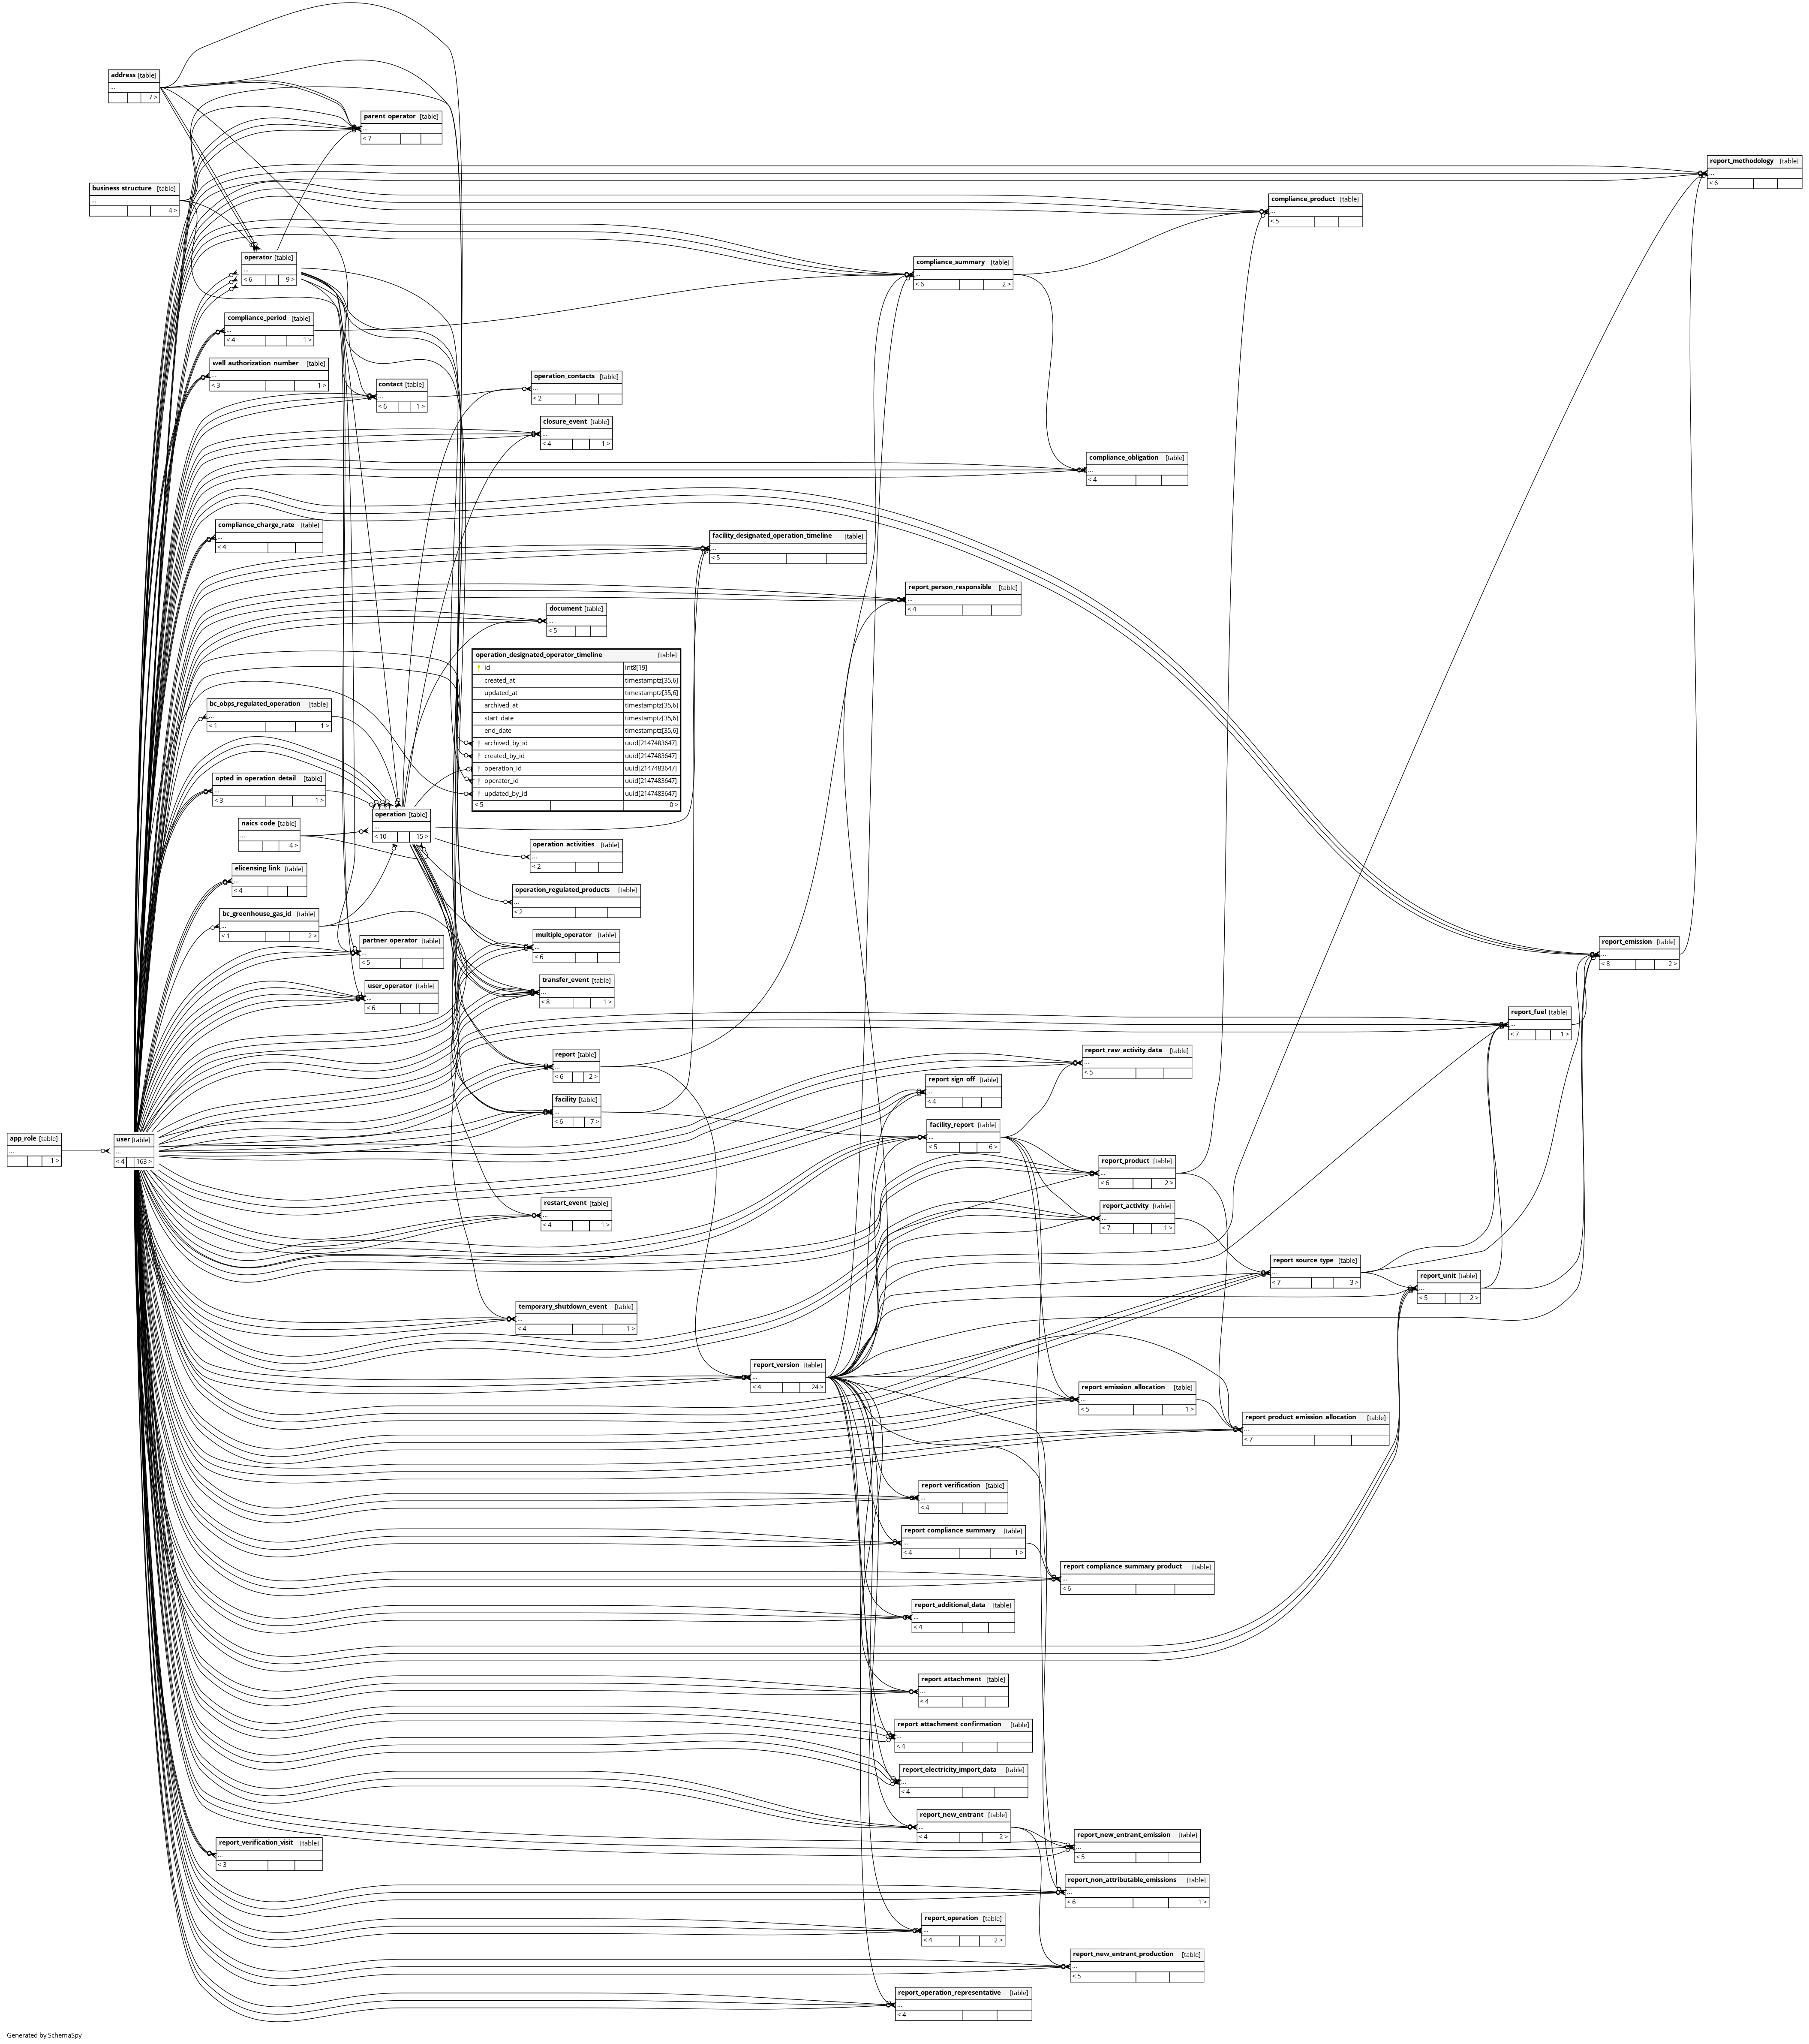 address [table]
...
7 >
parent_operator [table]
...
< 7
report_methodology [table]
...
< 6
business_structure [table]
...
4 >
compliance_product [table]
...
< 5
operator [table]
...
< 6 9 >
compliance_summary [table]
...
< 6 2 >
compliance_period [table]
...
< 4 1 >
well_authorization_number [table]
...
< 3 1 >
contact [table]
...
< 6 1 >
operation_contacts [table]
...
< 2
closure_event [table]
...
< 4 1 >
compliance_obligation [table]
...
< 4
compliance_charge_rate [table]
...
< 4
facility_designated_operation_timeline [table]
...
< 5
report_person_responsible [table]
...
< 4
document [table]
...
< 5
operation_designated_operator_timeline [table]
id int8[19]
created_at timestamptz[35,6]
updated_at timestamptz[35,6]
archived_at timestamptz[35,6]
start_date timestamptz[35,6]
end_date timestamptz[35,6]
archived_by_id uuid[2147483647]
created_by_id uuid[2147483647]
operation_id uuid[2147483647]
operator_id uuid[2147483647]
updated_by_id uuid[2147483647]
< 5 0 >
bc_obps_regulated_operation [table]
...
< 1 1 >
opted_in_operation_detail [table]
...
< 3 1 >
operation [table]
...
< 10 15 >
naics_code [table]
...
4 >
operation_activities [table]
...
< 2
elicensing_link [table]
...
< 4
operation_regulated_products [table]
...
< 2
bc_greenhouse_gas_id [table]
...
< 1 2 >
partner_operator [table]
...
< 5
multiple_operator [table]
...
< 6
report_emission [table]
...
< 8 2 >
user_operator [table]
...
< 6
transfer_event [table]
...
< 8 1 >
report_fuel [table]
...
< 7 1 >
report [table]
...
< 6 2 >
report_raw_activity_data [table]
...
< 5
report_sign_off [table]
...
< 4
facility [table]
...
< 6 7 >
facility_report [table]
...
< 5 6 >
app_role [table]
...
1 >
user [table]
...
< 4 163 >
report_product [table]
...
< 6 2 >
restart_event [table]
...
< 4 1 >
report_activity [table]
...
< 7 1 >
report_source_type [table]
...
< 7 3 >
report_unit [table]
...
< 5 2 >
temporary_shutdown_event [table]
...
< 4 1 >
report_version [table]
...
< 4 24 >
report_emission_allocation [table]
...
< 5 1 >
report_product_emission_allocation [table]
...
< 7
report_verification [table]
...
< 4
report_compliance_summary [table]
...
< 4 1 >
report_compliance_summary_product [table]
...
< 6
report_additional_data [table]
...
< 4
report_attachment [table]
...
< 4
report_attachment_confirmation [table]
...
< 4
report_electricity_import_data [table]
...
< 4
report_new_entrant [table]
...
< 4 2 >
report_verification_visit [table]
...
< 3
report_new_entrant_emission [table]
...
< 5
report_non_attributable_emissions [table]
...
< 6 1 >
report_operation [table]
...
< 4 2 >
report_new_entrant_production [table]
...
< 5
report_operation_representative [table]
...
< 4
Generated by SchemaSpy